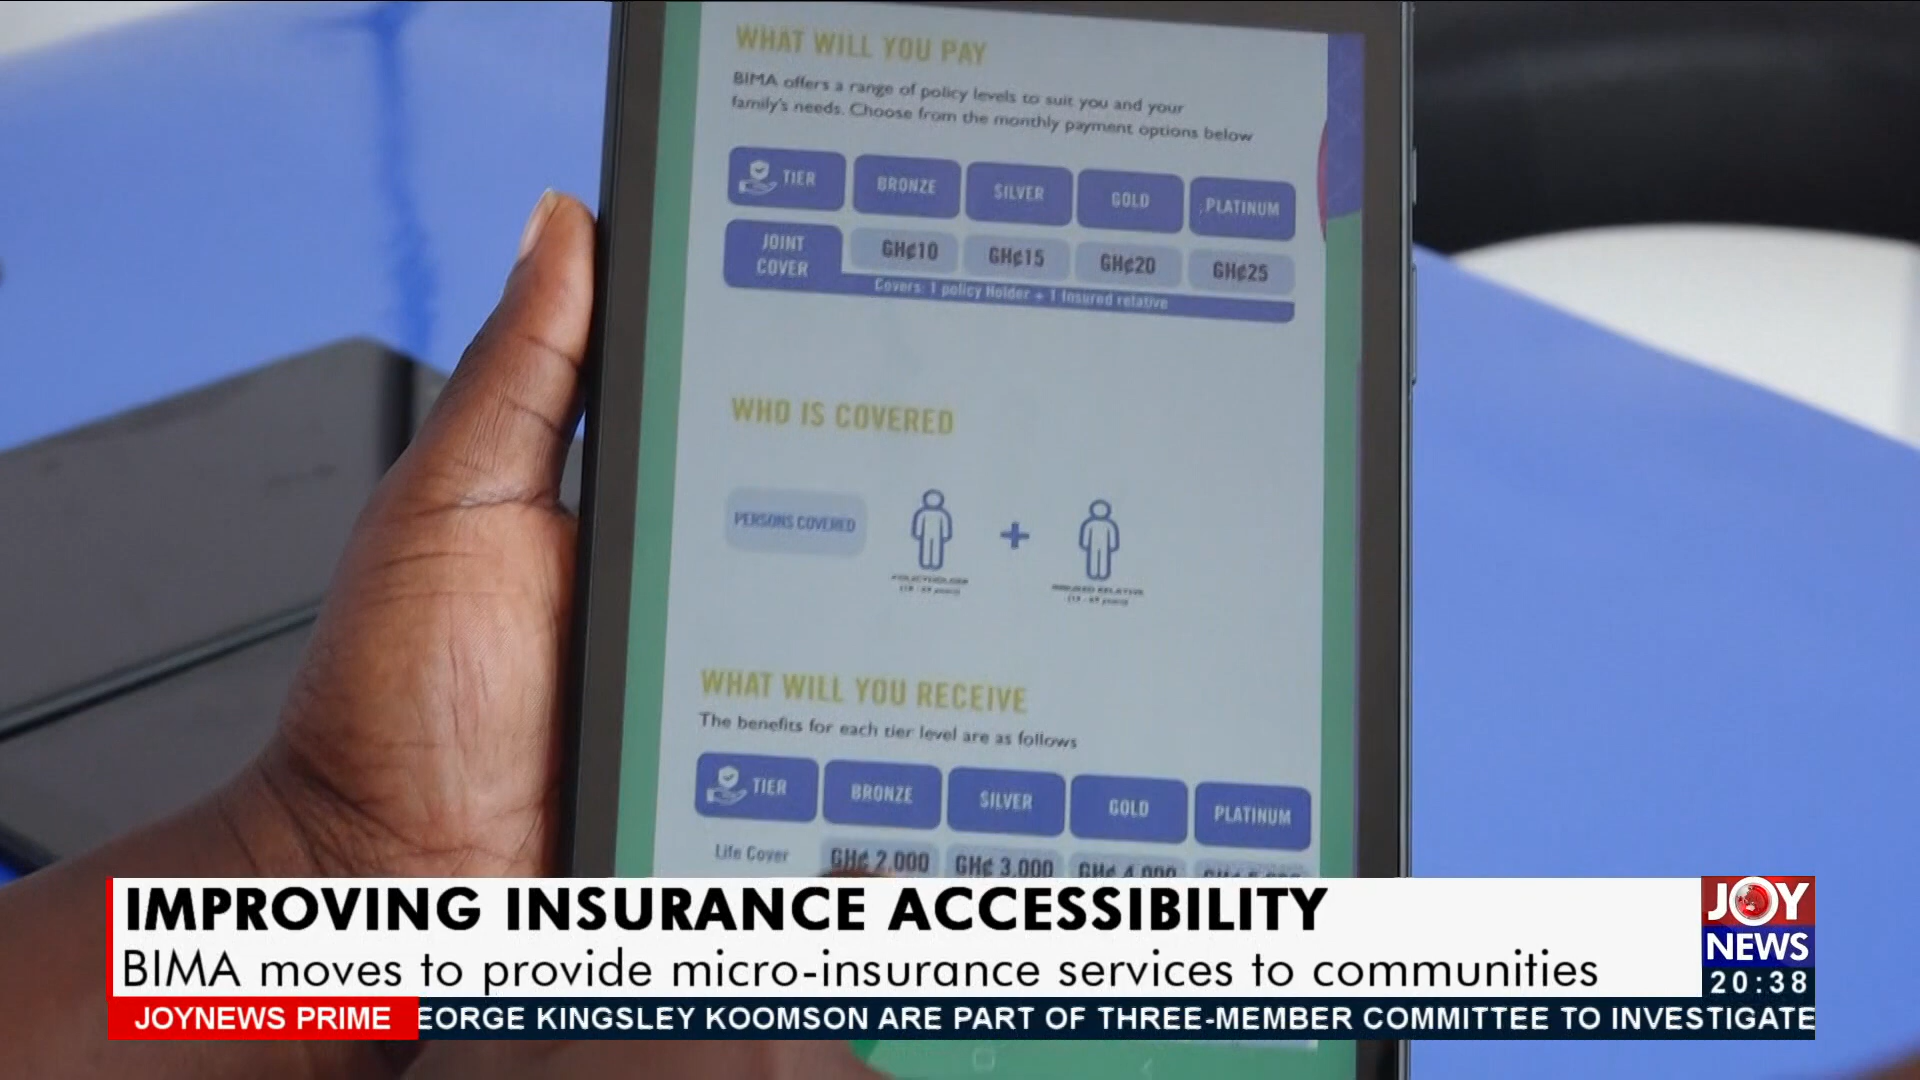 WHAT WILL YOU PAY
BIMA offers a range of policy levels to suit you and your
family's needs. Choose from the monthly payment options below
TIER BRONZE SILVER GOLD PLATINUM
JOINT COVER GH¢10 GH¢15 GH¢20 GH¢25
Covers: 1 policy Holder + 1 Insured relative
WHO IS COVERED
PERSONS COVERED +
WHAT WILL YOU RECEIVE
The benefits for each tier level are as follows
TIER BRONZE SILVER GOLD PLATINUM
Life Cover GH¢ 2,000 GH¢ 3,000 GH¢ 4,000
IMPROVING INSURANCE ACCESSIBILITY
BIMA moves to provide micro-insurance services to communities
JOY
NEWS
20:38
JOYNEWS PRIME EORGE KINGSLEY KOOMSON ARE PART OF THREE-MEMBER COMMITTEE TO INVESTIGATE